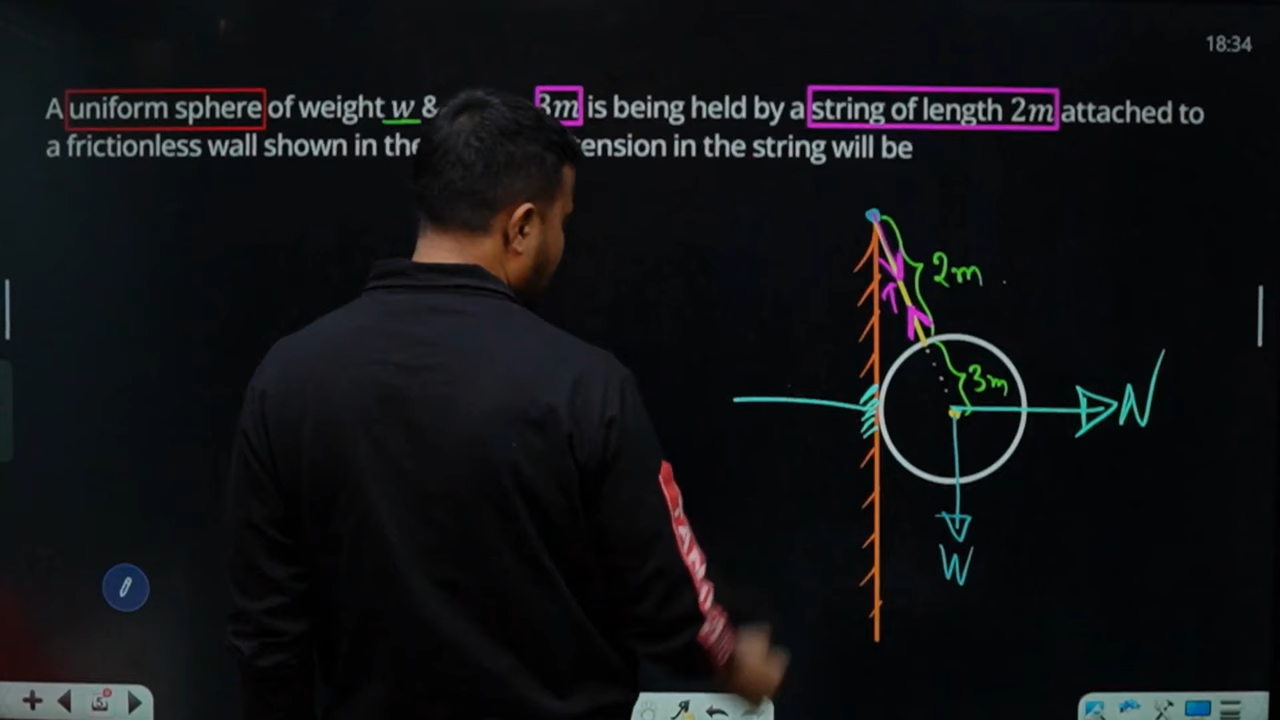 18:34
A uniform sphere of weight w & 3m is being held by a string of length 2m attached to
a frictionless wall shown in the tension in the string will be
2m
T
3m
N
W